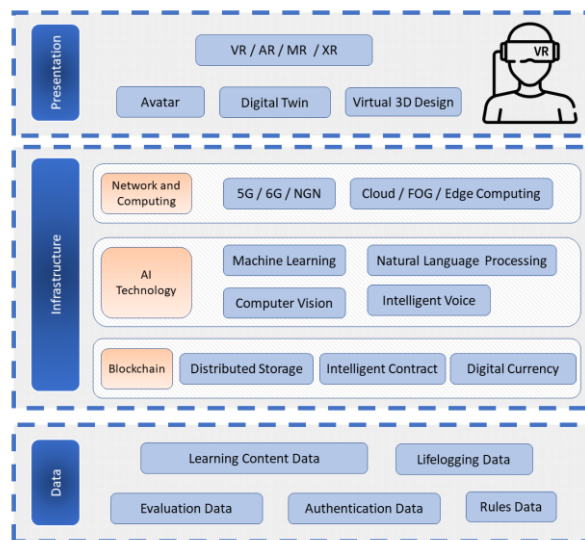 Presentation
VR / AR / MR / XR
VR
Avatar
Digital Twin
Virtual 3D Design
Infrastructure
Network and
Computing
5G / 6G / NGN
Cloud / FOG / Edge Computing
AI
Technology
Machine Learning
Natural Language Processing
Computer Vision
Intelligent Voice
Blockchain
Distributed Storage
Intelligent Contract
Digital Currency
Data
Learning Content Data
Lifelogging Data
Evaluation Data
Authentication Data
Rules Data